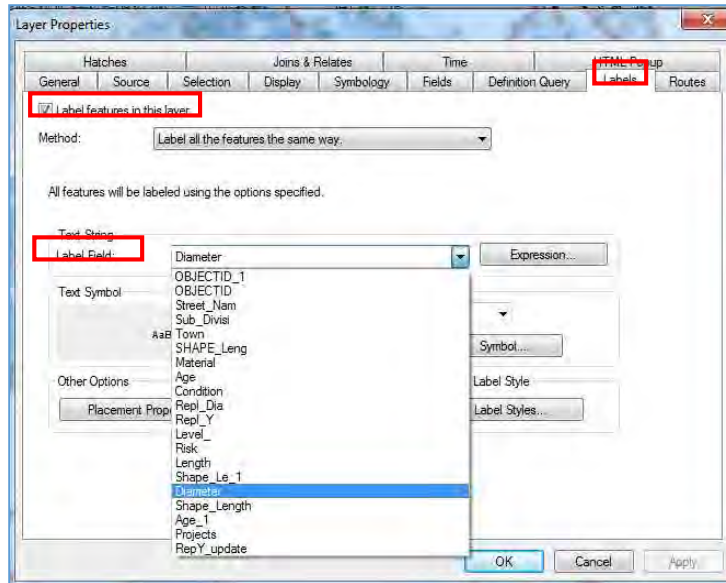 Layer Properties
Hatches Joins & Relates Time HTML Popup
General Source Selection Display Symbology Fields Definition Query Labels Routes
Label features in this layer
Method: Label all the features the same way.
All features will be labeled using the options specified.
Text String
Label Field: Diameter Expression...
OBJECTID_1
OBJECTID
Street_Nam
Sub_Divisi
Town
SHAPE_Leng
Material
Age
Condition
Repl_Dia
Repl_Y
Level_
Risk
Length
Shape_Le_1
Diameter
Shape_Length
Age_1
Projects
RepY_update
Text Symbol
AaB
Symbol...
Other Options Label Style
Placement Prop Label Styles...
OK Cancel Apply